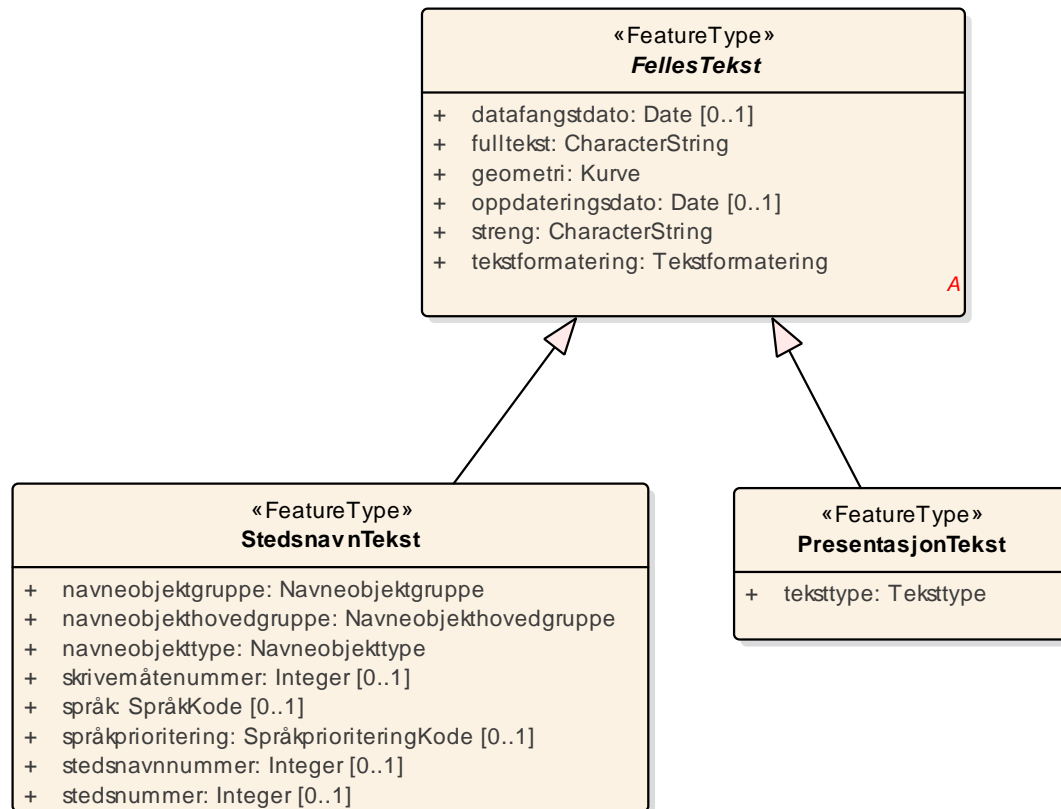 «FeatureType»
FellesTekst
+ datafangstdato: Date [0..1]
+ fulltekst: CharacterString
+ geometri: Kurve
+ oppdateringsdato: Date [0..1]
+ streng: CharacterString
+ tekstformatering: Tekstformatering
A
«FeatureType»
StedsnavnTekst
+ navneobjektgruppe: Navneobjektgruppe
+ navneobjekthovedgruppe: Navneobjekthovedgruppe
+ navneobjekttype: Navneobjekttype
+ skrivemåtenummer: Integer [0..1]
+ språk: SpråkKode [0..1]
+ språkprioritering: SpråkprioriteringKode [0..1]
+ stedsnavnnummer: Integer [0..1]
+ stedsnummer: Integer [0..1]
«FeatureType»
PresentasjonTekst
+ teksttype: Teksttype